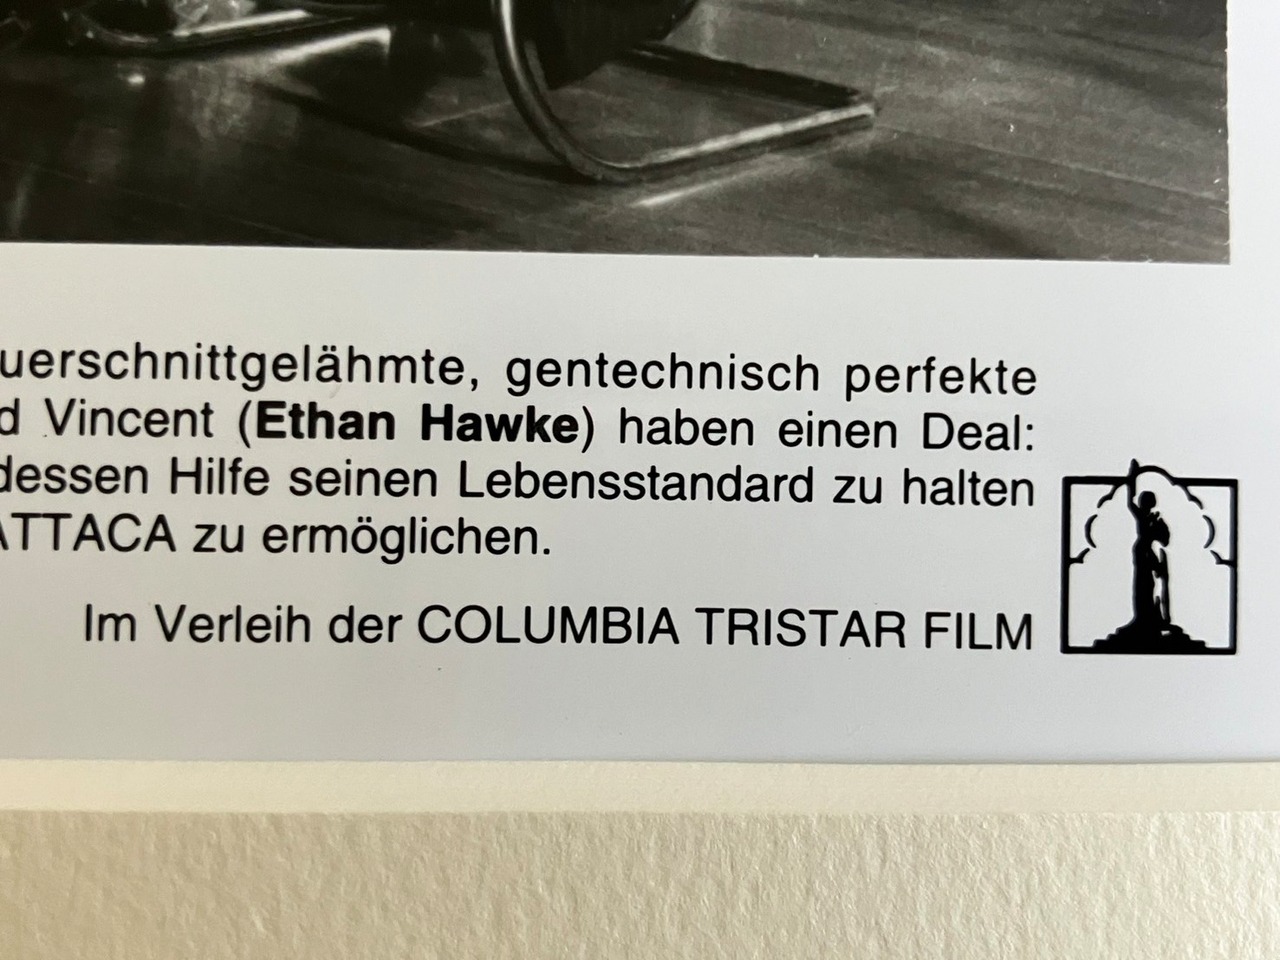 uerschnittgelähmte, gentechnisch perfekte
d Vincent (Ethan Hawke) haben einen Deal:
dessen Hilfe seinen Lebensstandard zu halten
ATTACA zu ermöglichen.
Im Verleih der COLUMBIA TRISTAR FILM